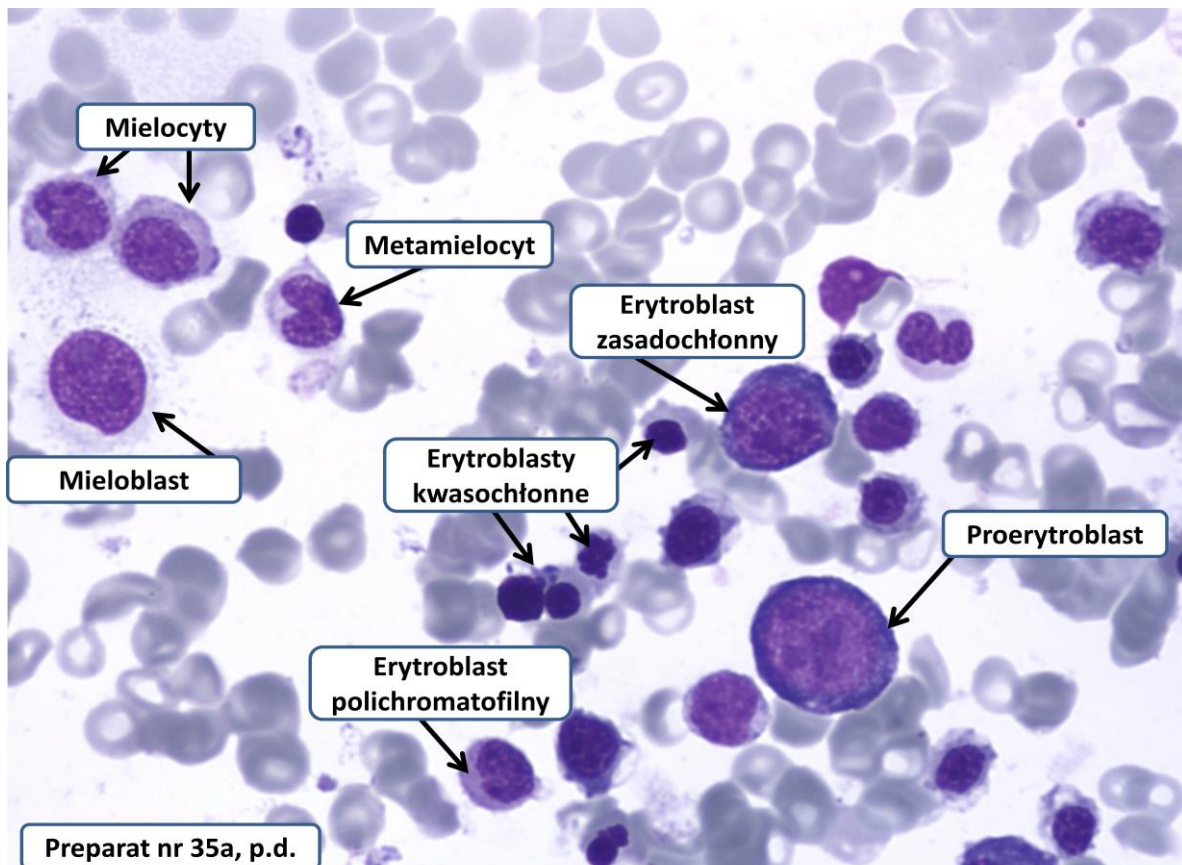 Mielocyty
Metamielocyt
Erytroblast
zasadochłonny
Mieloblast
Erytroblasty
kwasochłonne
Proerytroblast
Erytroblast
polichromatofilny
Preparat nr 35a, p.d.